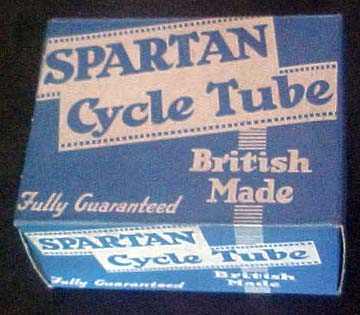 SPARTAN
Cycle Tube
British
Made
Fully Guaranteed
SPARTAN
Cycle Tube
British
Made
Fully Guaranteed